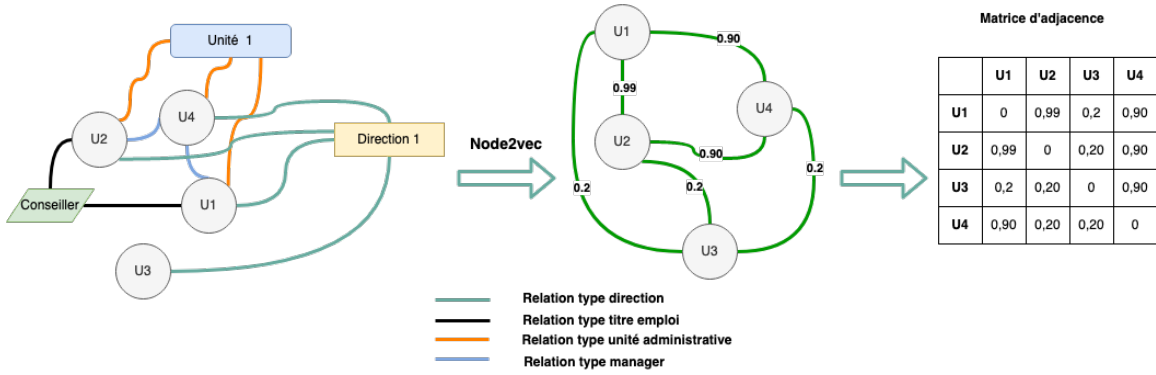 Unité 1
U2
U4
Direction 1
Conseiller
U1
U3
Node2vec
U1
0.90
0.99
U4
U2
0.90
0.2
0.2
0.2
U3
Matrice d'adjacence
U1 U2 U3 U4
U1 0 0,99 0,2 0,90
U2 0,99 0 0,20 0,90
U3 0,2 0,20 0 0,90
U4 0,90 0,20 0,20 0
Relation type direction
Relation type titre emploi
Relation type unité administrative
Relation type manager